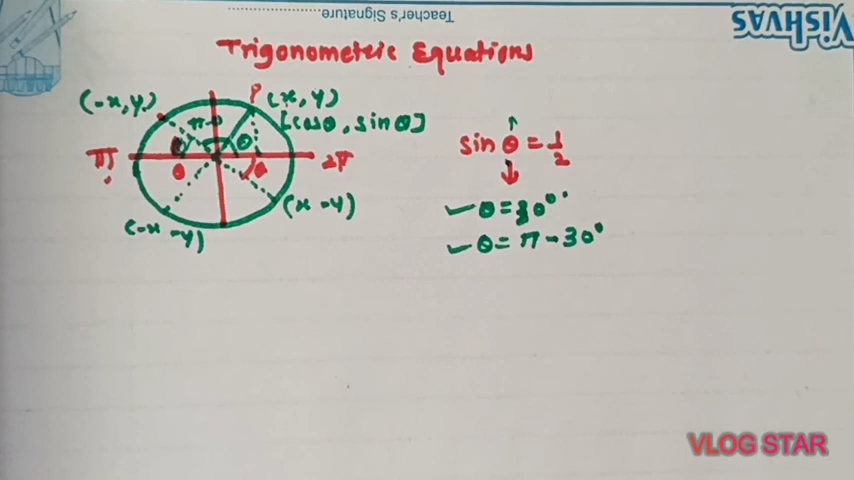 Teacher's Signature
VISHVAS
Trigonometric Equations
(-x, y)
P (x, y)
[cosθ, sinθ]
π-θ
θ
π
θ
θ
2π
(x -y)
(-x -y)
sin θ = 1/2
θ = 30°
θ = π - 30°
VLOG STAR